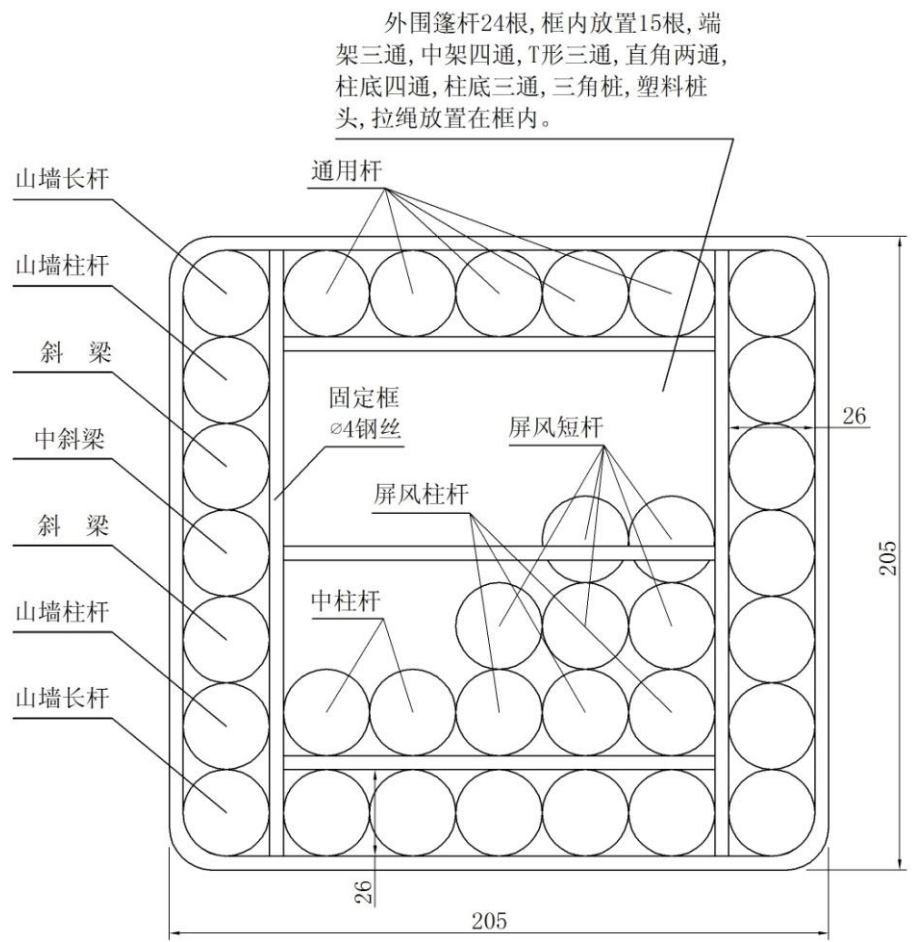 外围篷杆24根,框内放置15根,端
架三通,中架四通,T形三通,直角两通,
柱底四通,柱底三通,三角桩,塑料桩
头,拉绳放置在框内。
山墙长杆
通用杆
山墙柱杆
斜 梁
固定框
⌀4钢丝
中斜梁
屏风短杆
26
屏风柱杆
斜 梁
205
山墙柱杆
中柱杆
山墙长杆
26
205